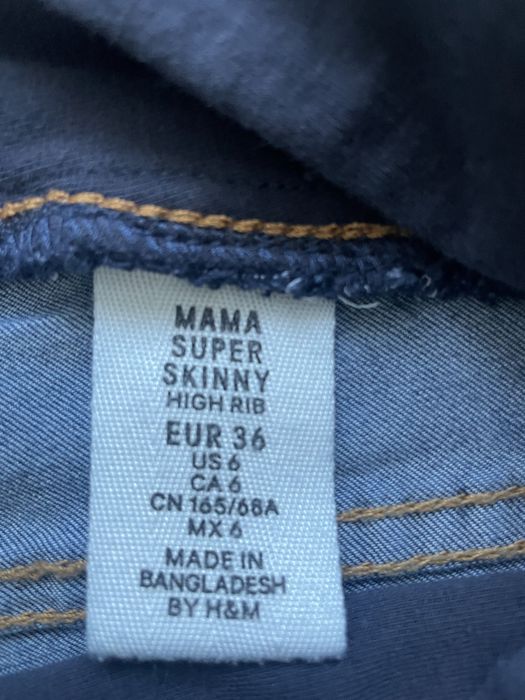 MAMA
SUPER
SKINNY
HIGH RIB
EUR 36
US 6
CA 6
CN 165/68A
MX 6
MADE IN
BANGLADESH
BY H&M